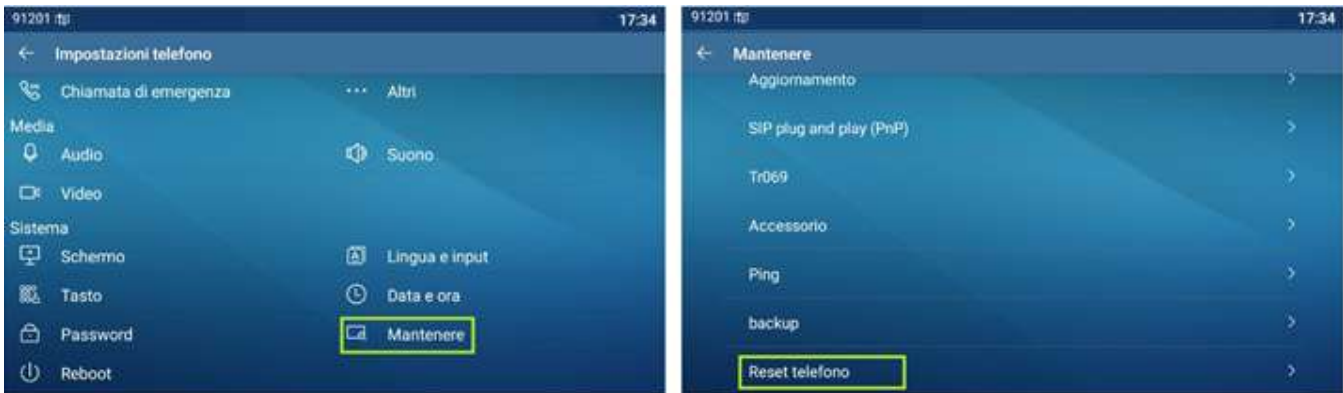 91201 17:34
Impostazioni telefono
Chiamata di emergenza ··· Altri
Media
Audio Suono
Video
Sistema
Schermo Lingua e input
Tasto Data e ora
Password Mantenere
Reboot
91201 17:34
Mantenere
Aggiornamento
SIP plug and play (PnP)
Tr069
Accessorio
Ping
backup
Reset telefono